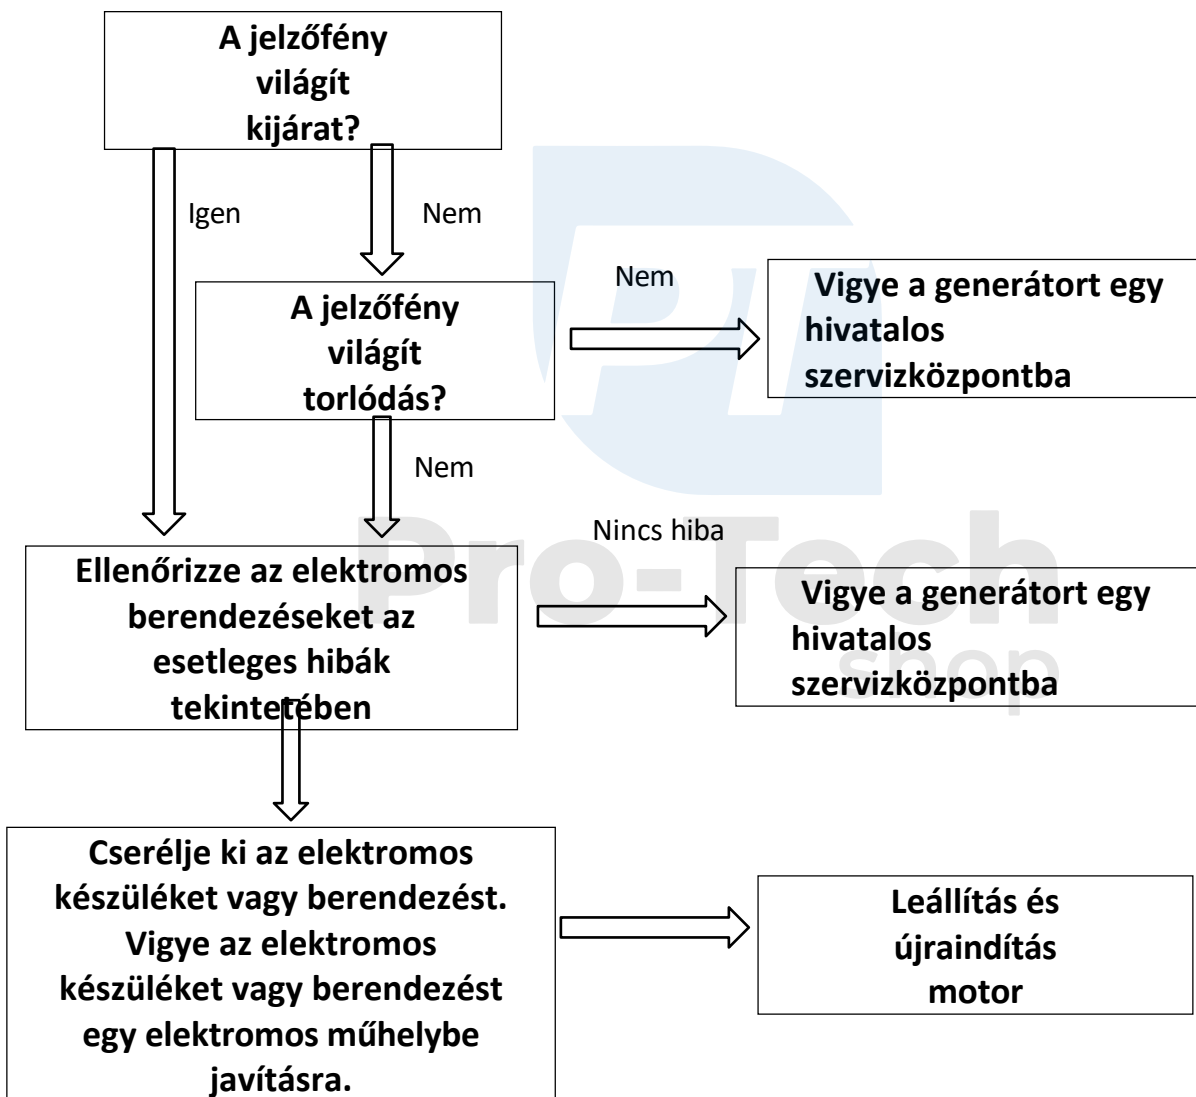 A jelzőfény
világít
kijárat?
Igen
Nem
A jelzőfény
világít
torlódás?
Nem
Vigye a generátort egy
hivatalos
szervizközpontba
Nem
Ellenőrizze az elektromos
berendezéseket az
esetleges hibák
tekintetében
Nincs hiba
Vigye a generátort egy
hivatalos
szervizközpontba
Pro-Tech
shop
Cserélje ki az elektromos
készüléket vagy berendezést.
Vigye az elektromos
készüléket vagy berendezést
egy elektromos műhelybe
javításra.
Leállítás és
újraindítás
motor